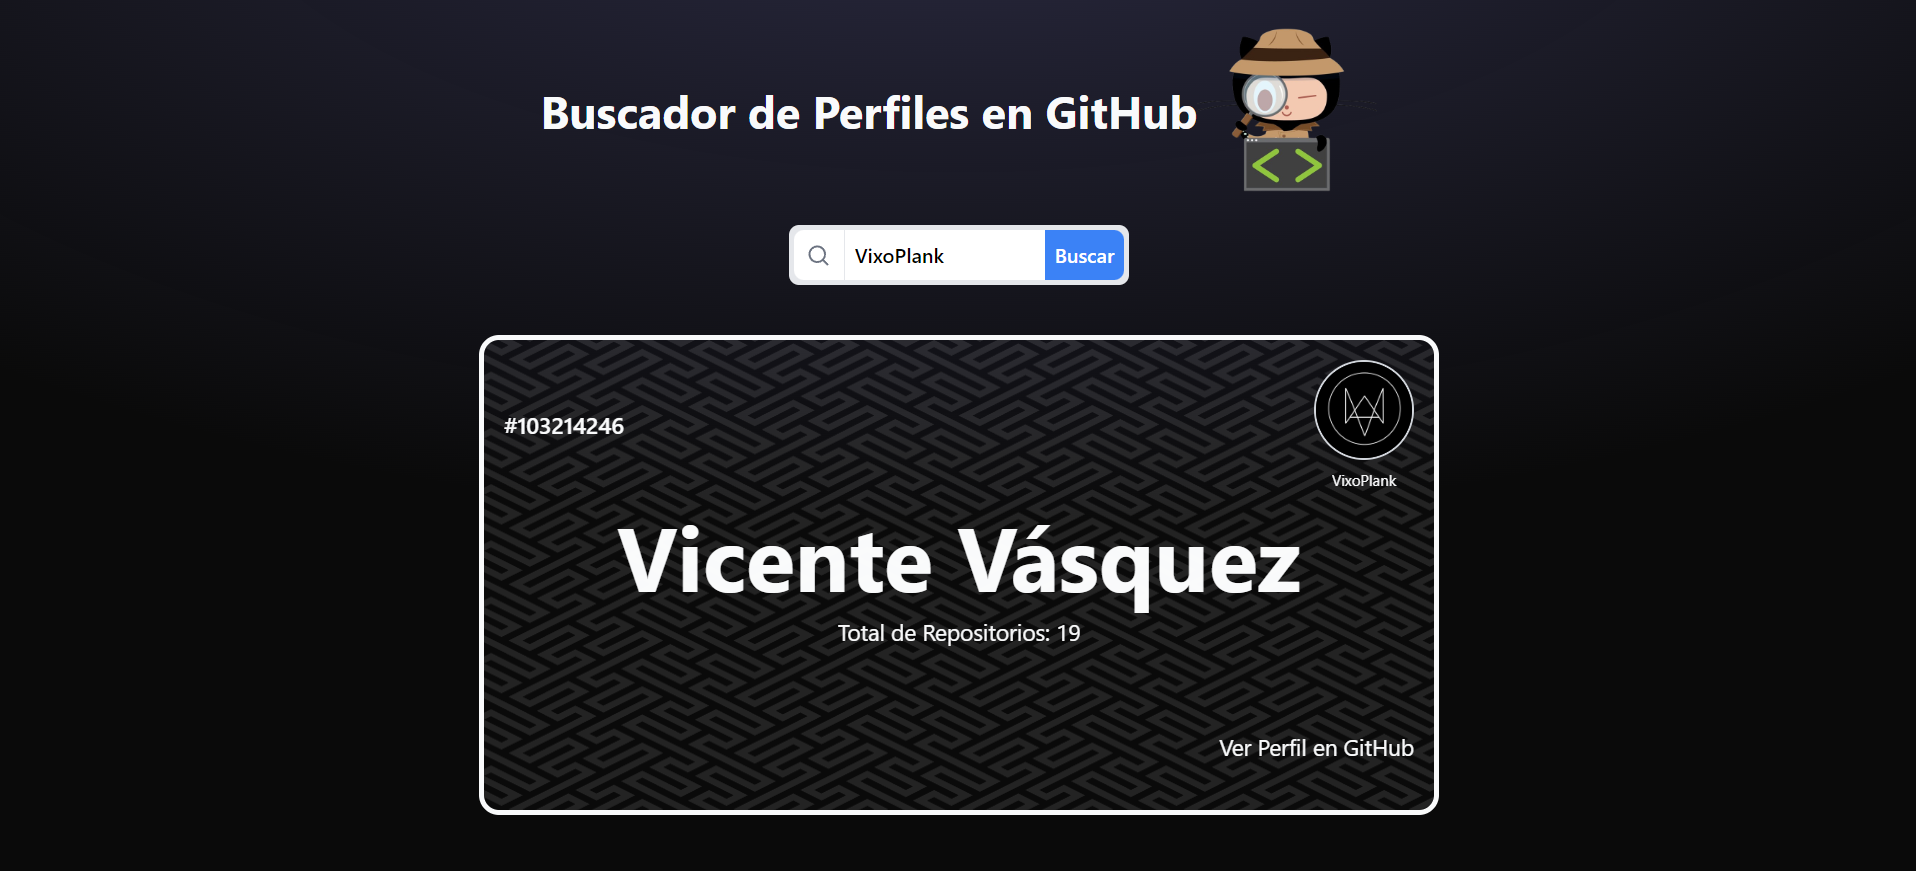 Buscador de Perfiles en GitHub
< >
VixoPlank
Buscar
#103214246
VixoPlank
Vicente Vásquez
Total de Repositorios: 19
Ver Perfil en GitHub